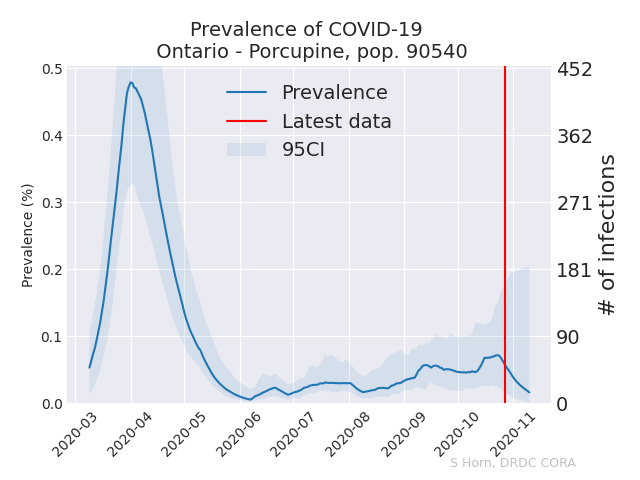 Prevalence of COVID-19
Ontario - Porcupine, pop. 90540
Prevalence
Latest data
95CI
Prevalence (%)
0.5
0.4
0.3
0.2
0.1
0.0
452
362
271
181
90
0
# of infections
2020-03
2020-04
2020-05
2020-06
2020-07
2020-08
2020-09
2020-10
2020-11
S Horn, DRDC CORA